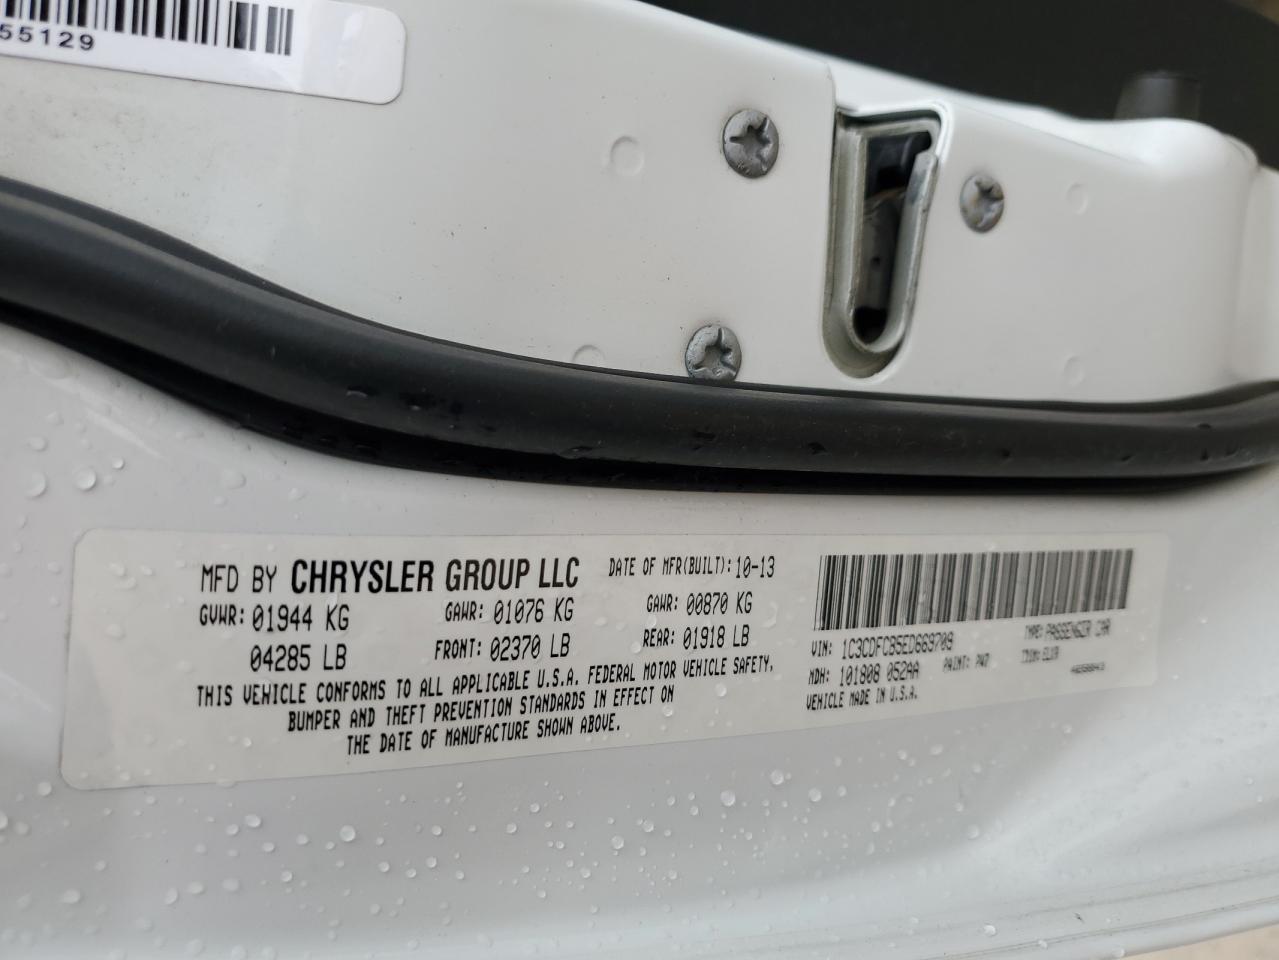 55129
MFD BY CHRYSLER GROUP LLC DATE OF MFR(BUILT): 10-13
GVWR: 01944 KG GAWR: 01076 KG GAWR: 00870 KG
04285 LB FRONT: 02370 LB REAR: 01918 LB
THIS VEHICLE CONFORMS TO ALL APPLICABLE U.S.A. FEDERAL MOTOR VEHICLE SAFETY,
BUMPER AND THEFT PREVENTION STANDARDS IN EFFECT ON
THE DATE OF MANUFACTURE SHOWN ABOVE.
VIN: 1C3CDFCB5ED669708 TYPE: PASSENGER CAR
MDH: 101808 052AA PAINT: PW7 TRIM:
VEHICLE MADE IN U.S.A.